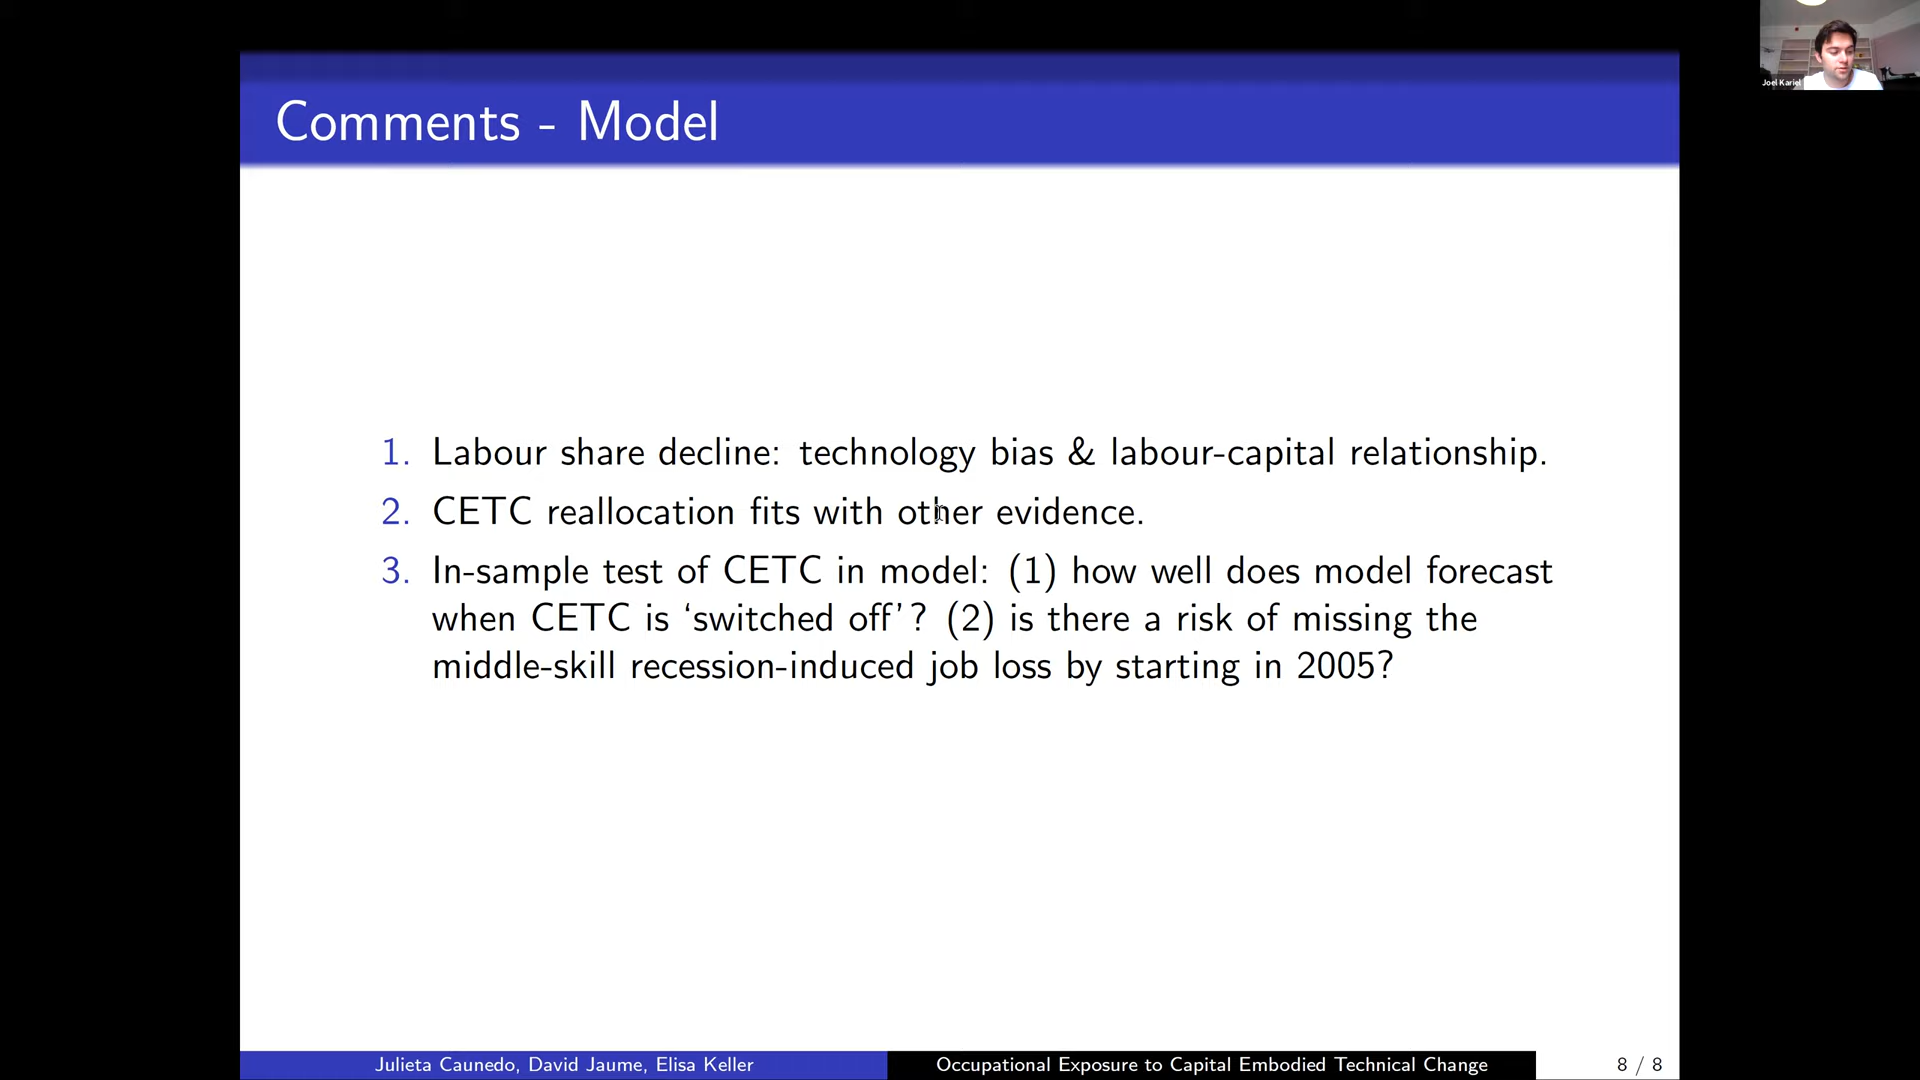 Joel Kariel
Comments - Model
1. Labour share decline: technology bias & labour-capital relationship.
2. CETC reallocation fits with other evidence.
3. In-sample test of CETC in model: (1) how well does model forecast
when CETC is ‘switched off’? (2) is there a risk of missing the
middle-skill recession-induced job loss by starting in 2005?
Julieta Caunedo, David Jaume, Elisa Keller
Occupational Exposure to Capital Embodied Technical Change
8 / 8